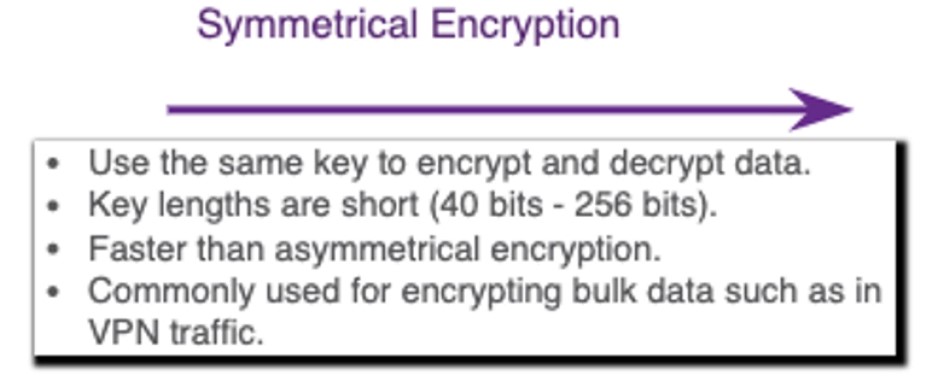 Symmetrical Encryption
• Use the same key to encrypt and decrypt data.
• Key lengths are short (40 bits - 256 bits).
• Faster than asymmetrical encryption.
• Commonly used for encrypting bulk data such as in
VPN traffic.